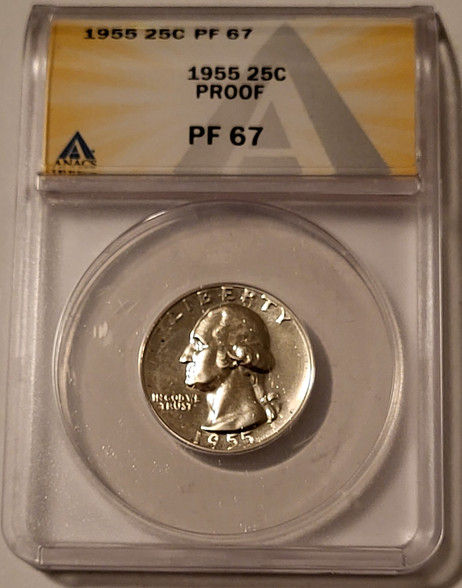 1955 25C PF 67
1955 25C
PROOF
PF 67
ANACS
LIBERTY
IN GOD WE
TRUST
1955